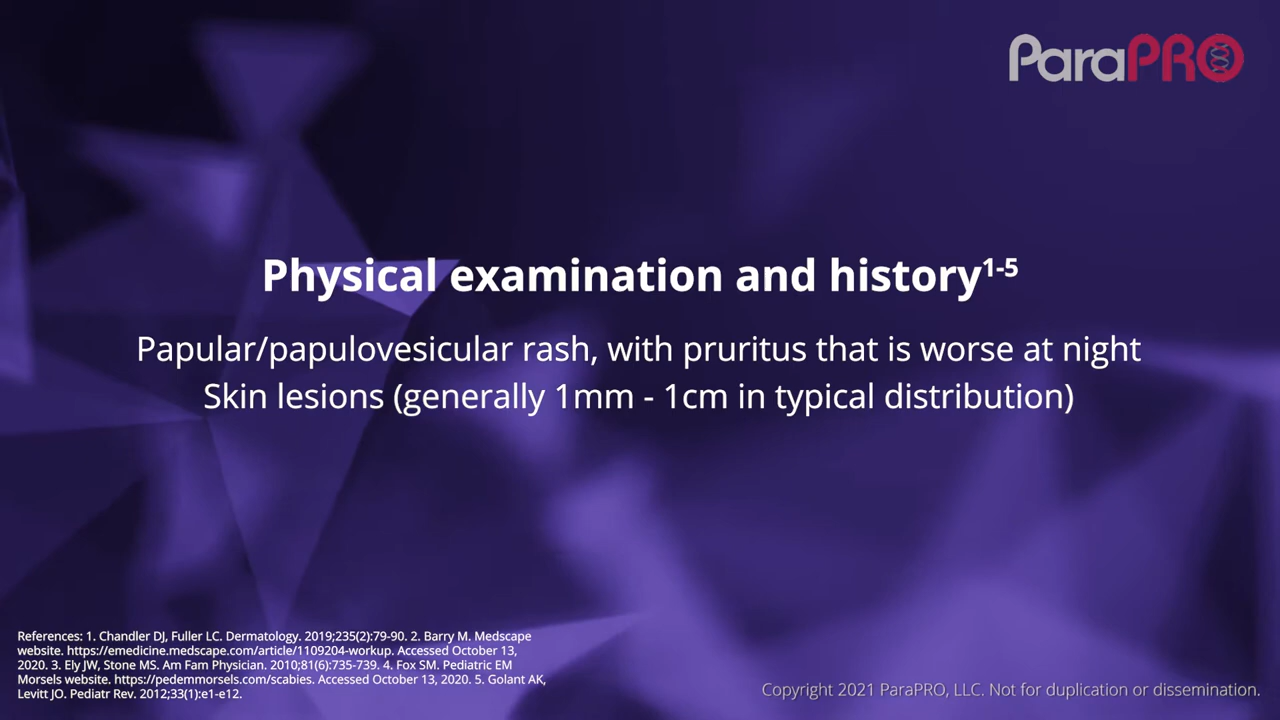 ParaPRO
Physical examination and history1-5
Papular/papulovesicular rash, with pruritus that is worse at night
Skin lesions (generally 1mm - 1cm in typical distribution)
References: 1. Chandler DJ, Fuller LC. Dermatology. 2019;235(2):79-90. 2. Barry M. Medscape
website. https://emedicine.medscape.com/article/1109204-workup. Accessed October 13,
2020. 3. Ely JW, Stone MS. Am Fam Physician. 2010;81(6):735-739. 4. Fox SM. Pediatric EM
Morsels website. https://pedemmorsels.com/scabies. Accessed October 13, 2020. 5. Golant AK,
Levitt JO. Pediatr Rev. 2012;33(1):e1-e12.
Copyright 2021 ParaPRO, LLC. Not for duplication or dissemination.